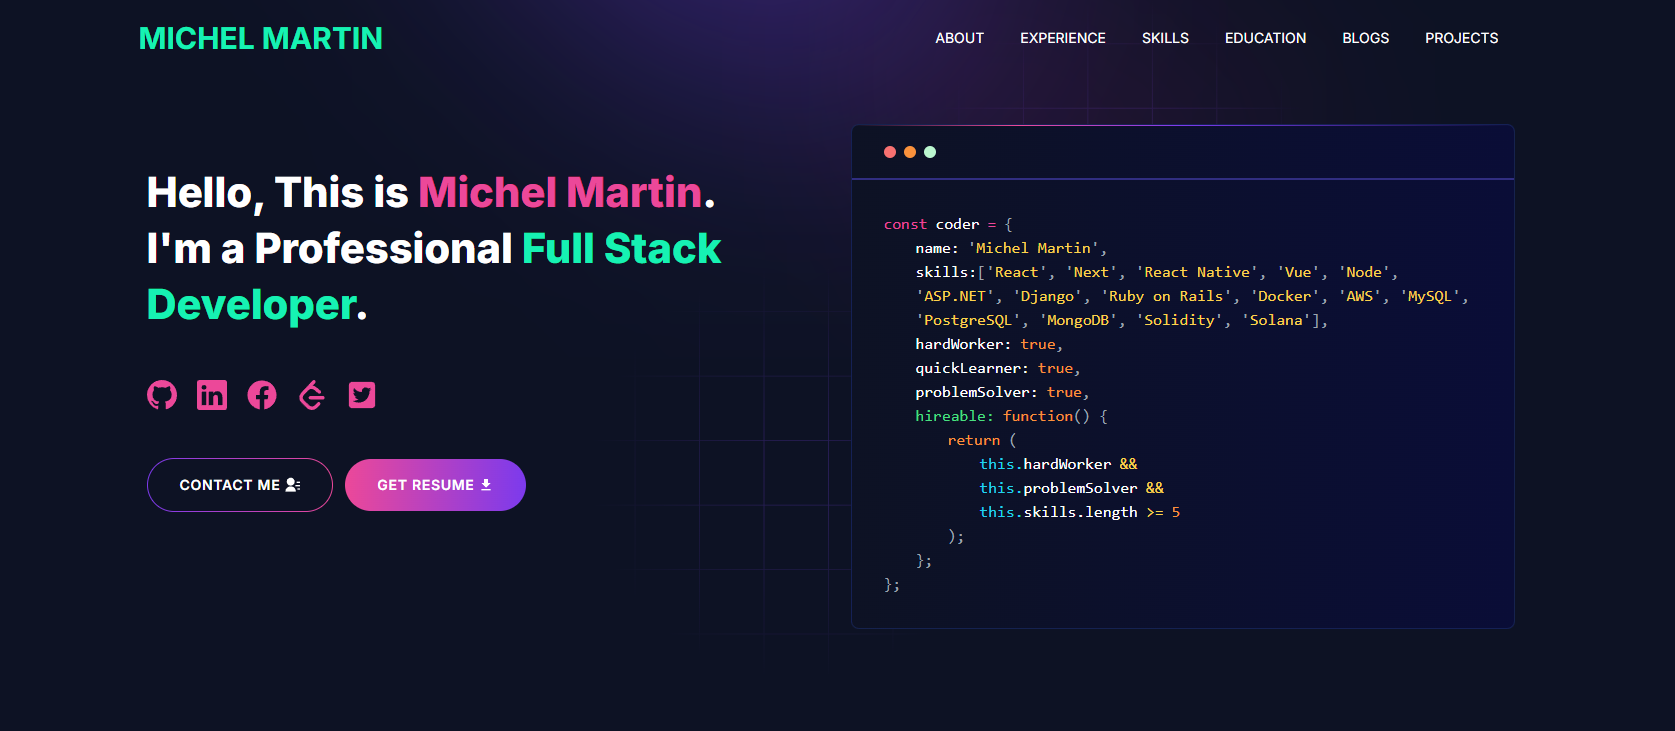 MICHEL MARTIN
ABOUT EXPERIENCE SKILLS EDUCATION BLOGS PROJECTS
Hello, This is Michel Martin.
I'm a Professional Full Stack
Developer.
CONTACT ME
GET RESUME
const coder = {
name: 'Michel Martin',
skills:['React', 'Next', 'React Native', 'Vue', 'Node',
'ASP.NET', 'Django', 'Ruby on Rails', 'Docker', 'AWS', 'MySQL',
'PostgreSQL', 'MongoDB', 'Solidity', 'Solana'],
hardWorker: true,
quickLearner: true,
problemSolver: true,
hireable: function() {
return (
this.hardWorker &&
this.problemSolver &&
this.skills.length >= 5
);
};
};